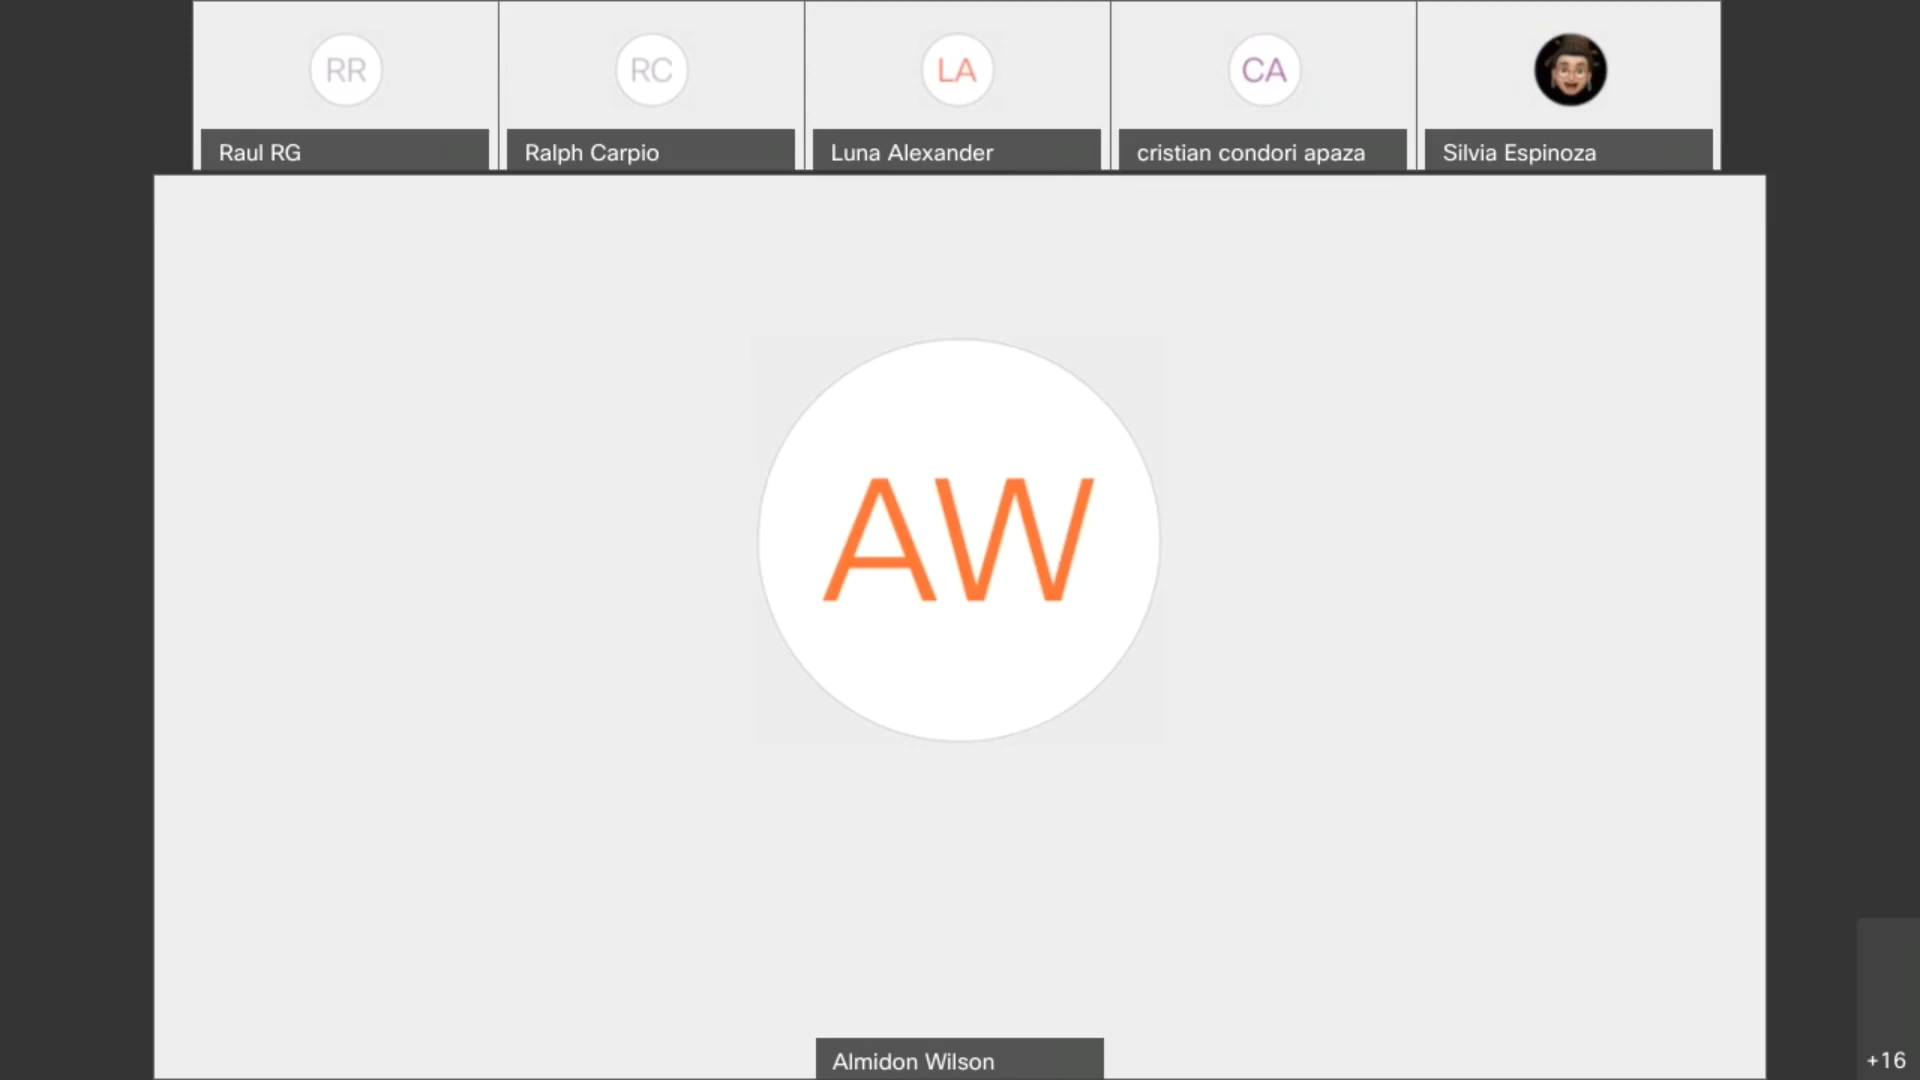 RR
Raul RG
RC
Ralph Carpio
LA
Luna Alexander
CA
cristian condori apaza
Silvia Espinoza
AW
Almidon Wilson
+16